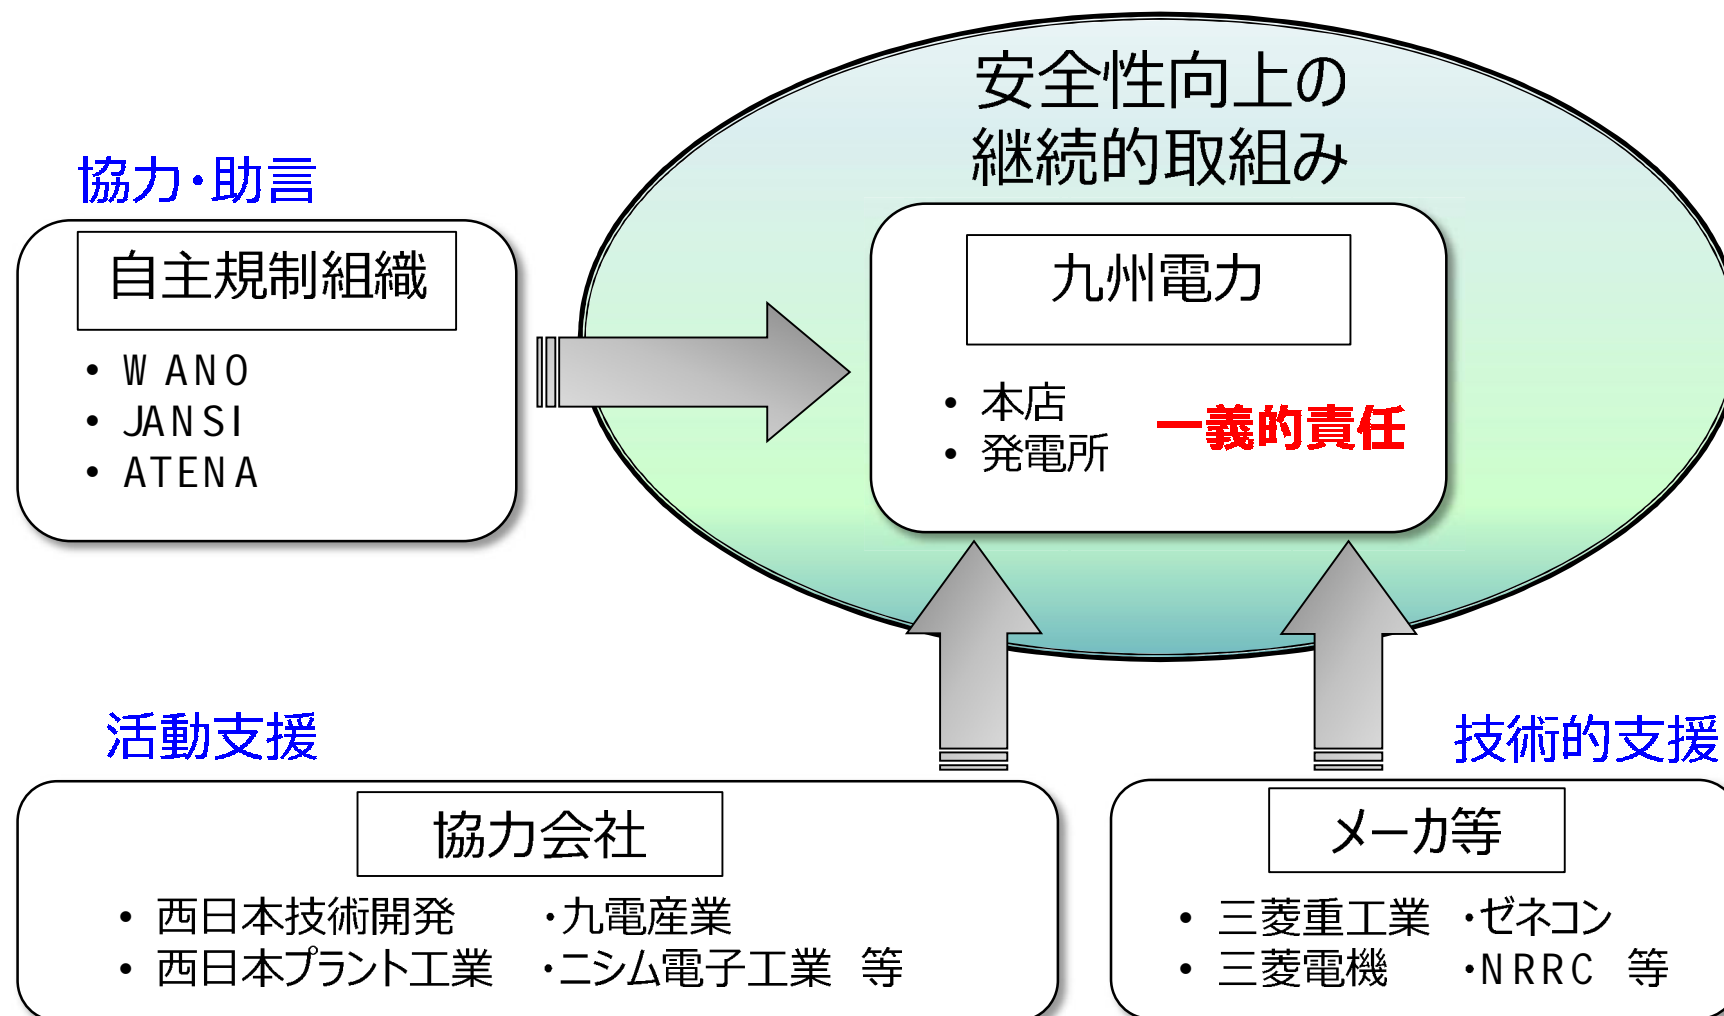 安全性向上の
継続的取組み
協力・助言
自主規制組織
• WANO
• JANSI
• ATENA
九州電力
• 本店
• 発電所
一義的責任
活動支援
協力会社
• 西日本技術開発 ・九電産業
• 西日本プラント工業 ・ニシム電子工業 等
技術的支援
メーカ等
• 三菱重工業 ・ゼネコン
• 三菱電機 ・NRRC 等